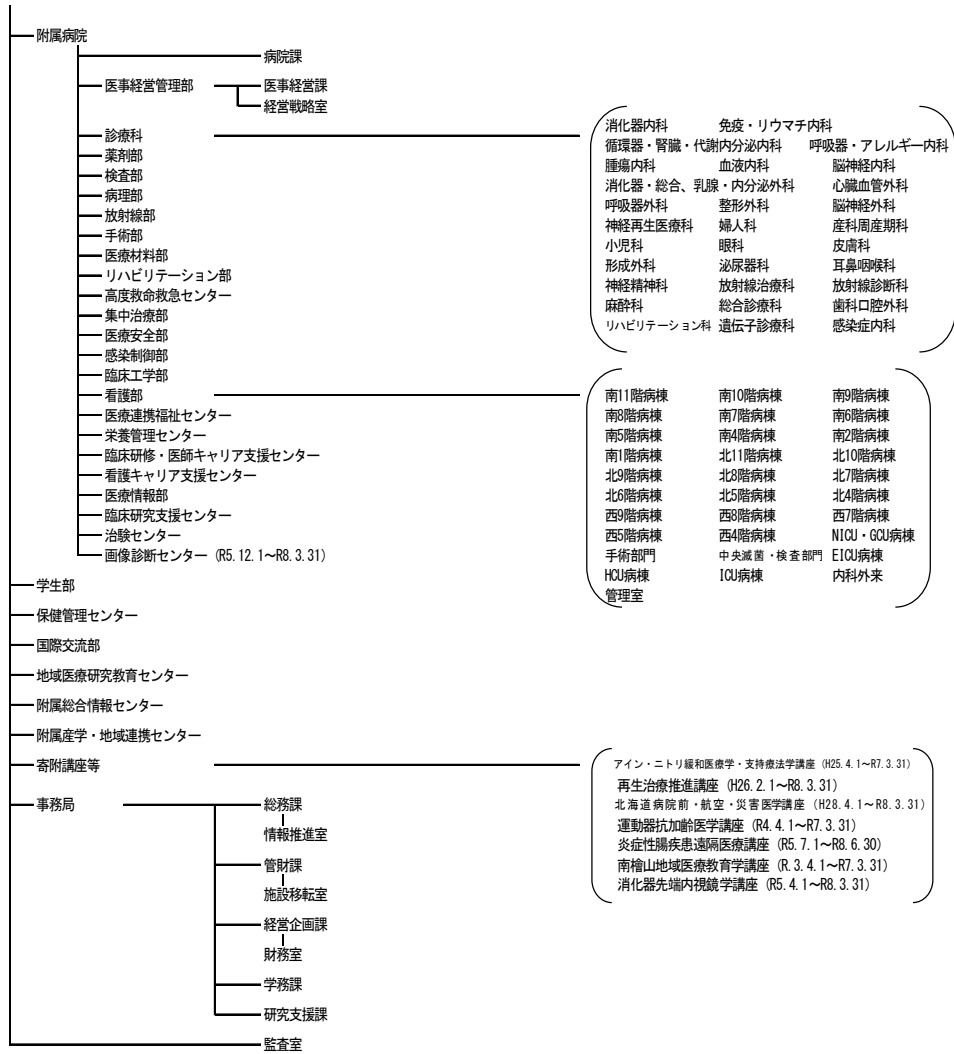 附属病院
病院課
医事経営管理部
医事経営課
経営戦略室
診療科
消化器内科 免疫・リウマチ内科
循環器・腎臓・代謝内分泌内科 呼吸器・アレルギー内科
腫瘍内科 血液内科 脳神経内科
消化器・総合、乳腺・内分泌外科 心臓血管外科
呼吸器外科 整形外科 脳神経外科
神経再生医療科 婦人科 産科周産期科
小児科 眼科 皮膚科
形成外科 泌尿器科 耳鼻咽喉科
神経精神科 放射線治療科 放射線診断科
麻酔科 総合診療科 歯科口腔外科
リハビリテーション科 遺伝子診療科 感染症内科
薬剤部
検査部
病理部
放射線部
手術部
医療材料部
リハビリテーション部
高度救命救急センター
集中治療部
医療安全部
感染制御部
臨床工学部
看護部
南11階病棟 南10階病棟 南9階病棟
南8階病棟 南7階病棟 南6階病棟
南5階病棟 南4階病棟 南2階病棟
南1階病棟 北11階病棟 北10階病棟
北9階病棟 北8階病棟 北7階病棟
北6階病棟 北5階病棟 北4階病棟
西9階病棟 西8階病棟 西7階病棟
西5階病棟 西4階病棟 NICU・GCU病棟
手術部門 中央滅菌・検査部門 EICU病棟
HCU病棟 ICU病棟 内科外来
管理室
医療連携福祉センター
栄養管理センター
臨床研修・医師キャリア支援センター
看護キャリア支援センター
医療情報部
臨床研究支援センター
治験センター
画像診断センター（R5.12.1～R8.3.31）
学生部
保健管理センター
国際交流部
地域医療研究教育センター
附属総合情報センター
附属産学・地域連携センター
寄附講座等
アイン・ニトリ緩和医療学・支持療法学講座（H25.4.1～R7.3.31）
再生治療推進講座（H26.2.1～R8.3.31）
北海道病院前・航空・災害医学講座（H28.4.1～R8.3.31）
運動器抗加齢医学講座（R4.4.1～R7.3.31）
炎症性腸疾患遠隔医療講座（R5.7.1～R8.6.30）
南檜山地域医療教育学講座（R.3.4.1～R7.3.31）
消化器先端内視鏡学講座（R5.4.1～R8.3.31）
事務局
総務課
情報推進室
管財課
施設移転室
経営企画課
財務室
学務課
研究支援課
監査室